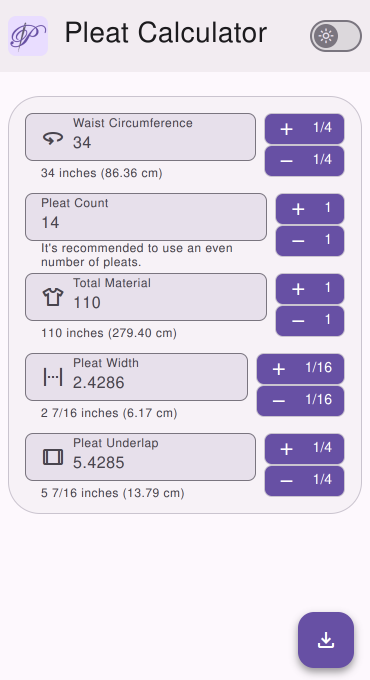 Pleat Calculator
Waist Circumference
34
+ 1/4
− 1/4
34 inches (86.36 cm)
Pleat Count
14
+ 1
− 1
It's recommended to use an even
number of pleats.
Total Material
110
+ 1
− 1
110 inches (279.40 cm)
Pleat Width
2.4286
+ 1/16
− 1/16
2 7/16 inches (6.17 cm)
Pleat Underlap
5.4285
+ 1/4
− 1/4
5 7/16 inches (13.79 cm)